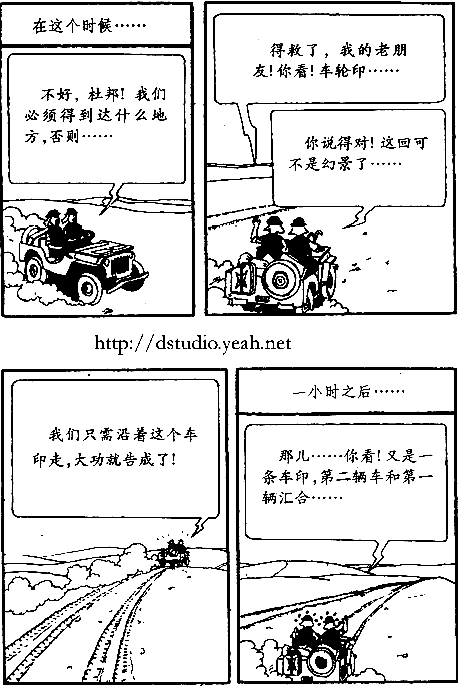 在这个时候……
不好，杜邦！我们
必须得到达什么地
方，否则……
得救了，我的老朋
友！你看！车轮印……
你说得对！这回可
不是幻景了……
http://dstudio.yeah.net
我们只需沿着这个车
印走，大功就告成了！
一小时之后……
那儿……你看！又是一
条车印，第二辆车和第一
辆汇合……